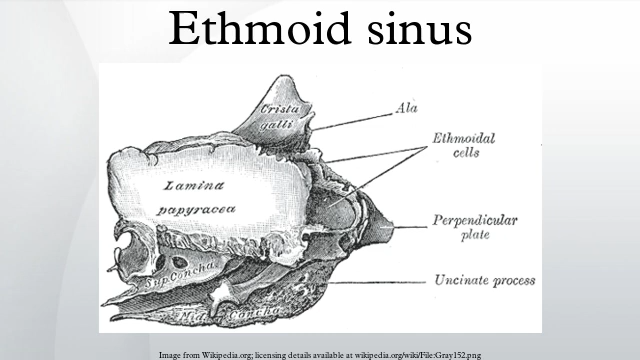 Ethmoid sinus
Crista
galli
Ala
Ethmoidal
cells
Lamina
papyracea
Perpendicular
plate
Sup.Concha
Uncinate process
Mid. Concha
Image from Wikipedia.org; licensing details available at wikipedia.org/wiki/File:Gray152.png